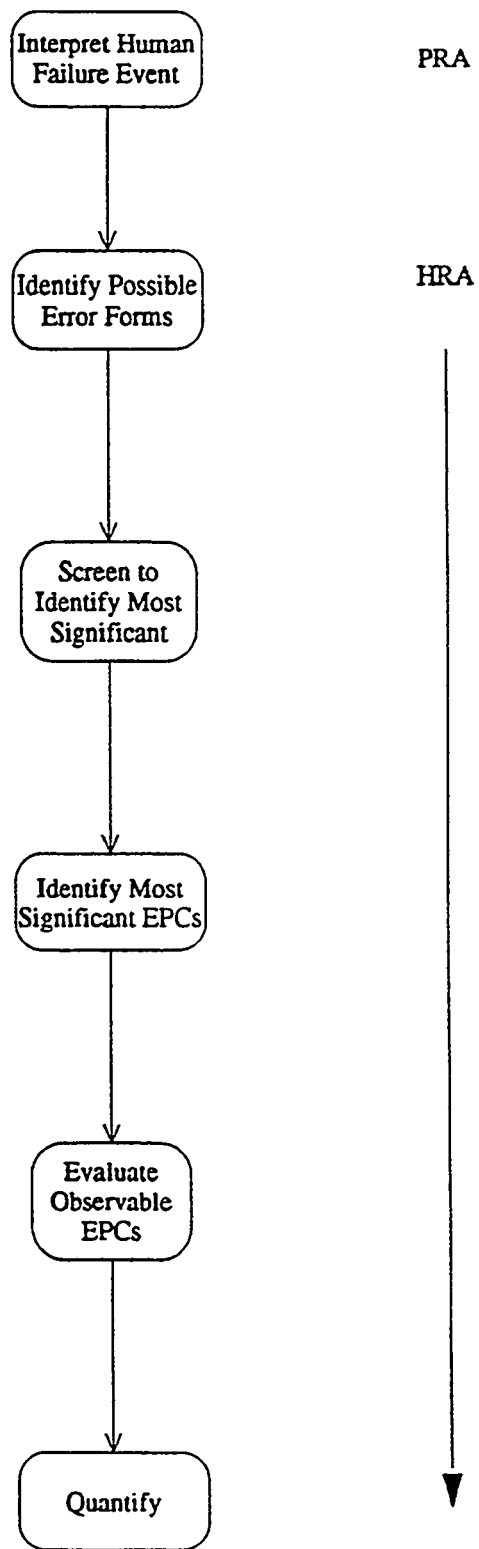 Interpret Human
Failure Event
PRA
Identify Possible
Error Forms
HRA
Screen to
Identify Most
Significant
Identify Most
Significant EPCs
Evaluate
Observable
EPCs
Quantify